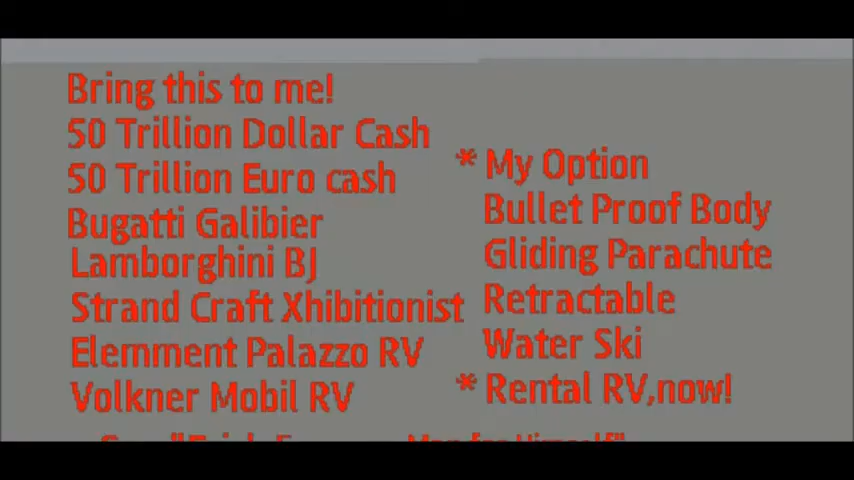 Bring this to me!
50 Trillion Dollar Cash
50 Trillion Euro cash
Bugatti Galibier
Lamborghini BJ
Strand Craft Xhibitionist
Elemment Palazzo RV
Volkner Mobil RV
* My Option
Bullet Proof Body
Gliding Parachute
Retractable
Water Ski
* Rental RV,now!